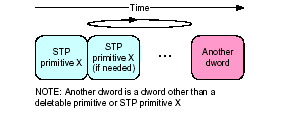 Time
STP
primitive X
STP
primitive X
(if needed)
...
Another
dword
NOTE: Another dword is a dword other than a
deletable primitive or STP primitive X